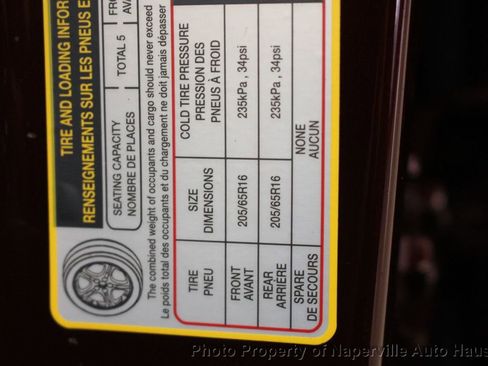 TIRE AND LOADING INFOR
RENSEIGNEMENTS SUR LES PNEUS E
SEATING CAPACITY
NOMBRE DE PLACES
TOTAL 5
FR
AV
The combined weight of occupants and cargo should never exceed
Le poids total des occupants et du chargement ne doit jamais dépasser
TIRE
PNEU
SIZE
DIMENSIONS
COLD TIRE PRESSURE
PRESSION DES
PNEUS À FROID
FRONT
AVANT
205/65R16
235kPa , 34psi
REAR
ARRIÈRE
205/65R16
235kPa , 34psi
SPARE
DE SECOURS
NONE
AUCUN
Photo Property of Naperville Auto Haus